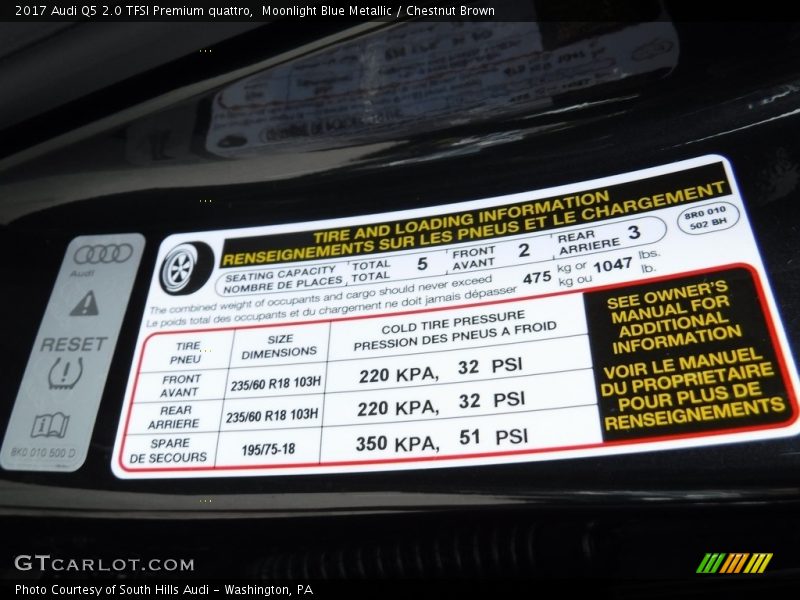 2017 Audi Q5 2.0 TFSI Premium quattro,  Moonlight Blue Metallic / Chestnut Brown
TIRE AND LOADING INFORMATION
RENSEIGNEMENTS SUR LES PNEUS ET LE CHARGEMENT
SEATING CAPACITY TOTAL 5 FRONT 2 REAR 3
NOMBRE DE PLACES TOTAL AVANT ARRIERE
8R0 010
502 BH
The combined weight of occupants and cargo should never exceed 475 kg or 1047 lbs.
Le poids total des occupants et du chargement ne doit jamais dépasser kg ou lb.
TIRE SIZE COLD TIRE PRESSURE
PNEU DIMENSIONS PRESSION DES PNEUS A FROID
FRONT
AVANT 235/60 R18 103H 220 KPA, 32 PSI
REAR
ARRIERE 235/60 R18 103H 220 KPA, 32 PSI
SPARE
DE SECOURS 195/75-18 350 KPA, 51 PSI
SEE OWNER'S
MANUAL FOR
ADDITIONAL
INFORMATION
VOIR LE MANUEL
DU PROPRIETAIRE
POUR PLUS DE
RENSEIGNEMENTS
Audi
RESET
8K0 010 500 D
GTCARLOT.COM
Photo Courtesy of South Hills Audi - Washington, PA